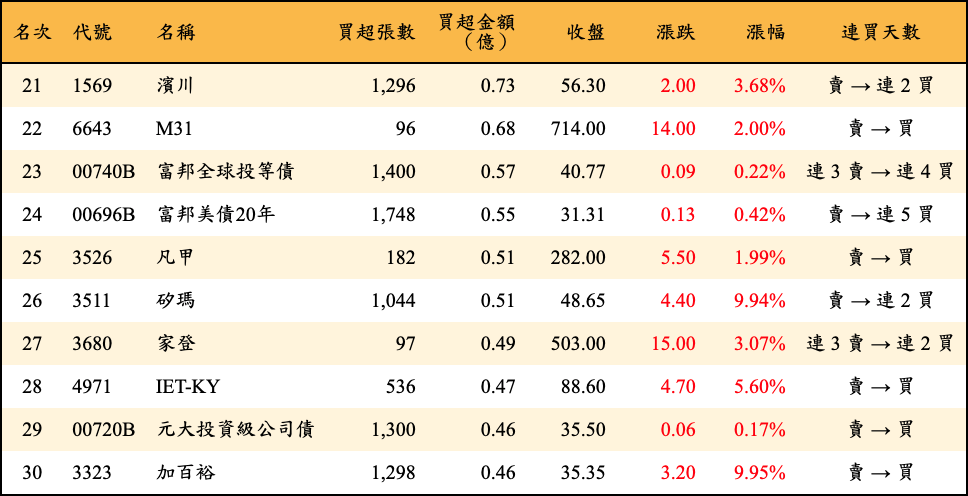 名次 代號 名稱 買超張數 買超金額（億） 收盤 漲跌 漲幅 連買天數
21 1569 濱川 1,296 0.73 56.30 2.00 3.68% 賣 → 連 2 買
22 6643 M31 96 0.68 714.00 14.00 2.00% 賣 → 買
23 00740B 富邦全球投等債 1,400 0.57 40.77 0.09 0.22% 連 3 賣 → 連 4 買
24 00696B 富邦美債20年 1,748 0.55 31.31 0.13 0.42% 賣 → 連 5 買
25 3526 凡甲 182 0.51 282.00 5.50 1.99% 賣 → 買
26 3511 矽瑪 1,044 0.51 48.65 4.40 9.94% 賣 → 連 2 買
27 3680 家登 97 0.49 503.00 15.00 3.07% 連 3 賣 → 連 2 買
28 4971 IET-KY 536 0.47 88.60 4.70 5.60% 賣 → 買
29 00720B 元大投資級公司債 1,300 0.46 35.50 0.06 0.17% 賣 → 買
30 3323 加百裕 1,298 0.46 35.35 3.20 9.95% 賣 → 買